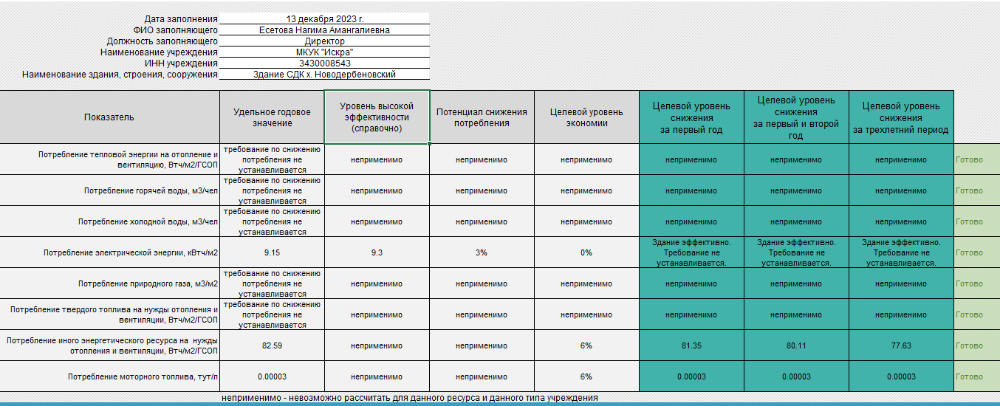 Дата заполнения 13 декабря 2023 г.
ФИО заполняющего Есетова Нагима Амангалиевна
Должность заполняющего Директор
Наименование учреждения МКУК "Искра"
ИНН учреждения 3430008543
Наименование здания, строения, сооружения Здание СДК х. Новодербеновский
Показатель
Удельное годовое
значение
Уровень высокой
эффективности
(справочно)
Потенциал снижения
потребления
Целевой уровень
экономии
Целевой уровень
снижения
за первый год
Целевой уровень
снижения
за первый и второй
год
Целевой уровень
снижения
за трехлетний период
Потребление тепловой энергии на отопление и
вентиляцию, Втч/м2/ГСОП
требование по снижению
потребления не
устанавливается
неприменимо
неприменимо
неприменимо
неприменимо
неприменимо
неприменимо
Готово
Потребление горячей воды, м3/чел
требование по снижению
потребления не
устанавливается
неприменимо
неприменимо
неприменимо
неприменимо
неприменимо
неприменимо
Готово
Потребление холодной воды, м3/чел
требование по снижению
потребления не
устанавливается
неприменимо
неприменимо
неприменимо
неприменимо
неприменимо
неприменимо
Готово
Потребление электрической энергии, кВтч/м2
9.15
9.3
3%
0%
Здание эффективно.
Требование не
устанавливается.
Здание эффективно.
Требование не
устанавливается.
Здание эффективно.
Требование не
устанавливается.
Готово
Потребление природного газа, м3/м2
требование по снижению
потребления не
устанавливается
неприменимо
неприменимо
неприменимо
неприменимо
неприменимо
неприменимо
Готово
Потребление твердого топлива на нужды отопления и
вентиляции, Втч/м2/ГСОП
требование по снижению
потребления не
устанавливается
неприменимо
неприменимо
неприменимо
неприменимо
неприменимо
неприменимо
Готово
Потребление иного энергетического ресурса на нужды
отопления и вентиляции, Втч/м2/ГСОП
82.59
неприменимо
неприменимо
6%
81.35
80.11
77.63
Готово
Потребление моторного топлива, тут/л
0.00003
неприменимо
неприменимо
6%
0.00003
0.00003
0.00003
Готово
неприменимо - невозможно рассчитать для данного ресурса и данного типа учреждения